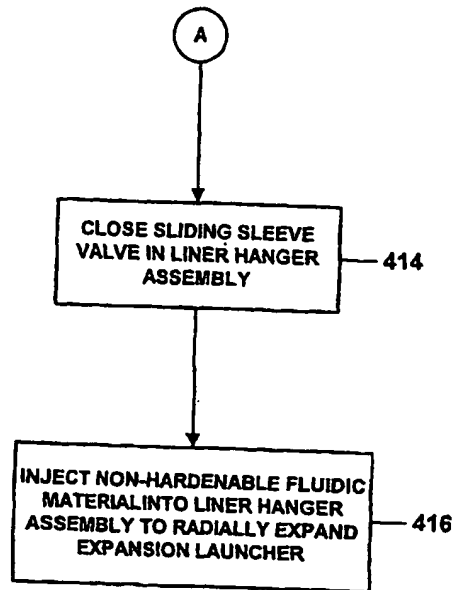 A
CLOSE SLIDING SLEEVE
VALVE IN LINER HANGER
ASSEMBLY
414
INJECT NON-HARDENABLE FLUIDIC
MATERIALINTO LINER HANGER
ASSEMBLY TO RADIALLY EXPAND
EXPANSION LAUNCHER
416